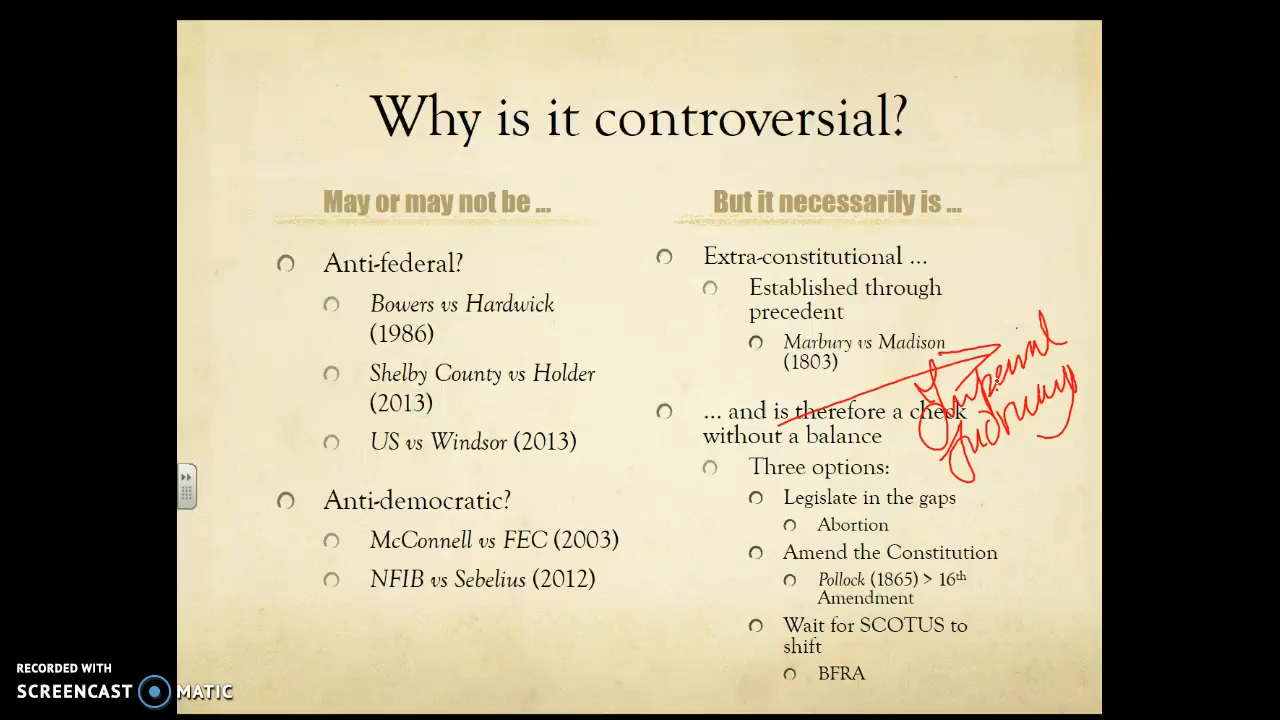 Why is it controversial?
May or may not be ...
Anti-federal?
Bowers vs Hardwick
(1986)
Shelby County vs Holder
(2013)
US vs Windsor (2013)
Anti-democratic?
McConnell vs FEC (2003)
NFIB vs Sebelius (2012)
But it necessarily is ...
Extra-constitutional ...
Established through
precedent
Marbury vs Madison
(1803)
Imperial
judiciary
... and is therefore a check
without a balance
Three options:
Legislate in the gaps
Abortion
Amend the Constitution
Pollock (1865) > 16th
Amendment
Wait for SCOTUS to
shift
BFRA
RECORDED WITH
SCREENCAST MATIC